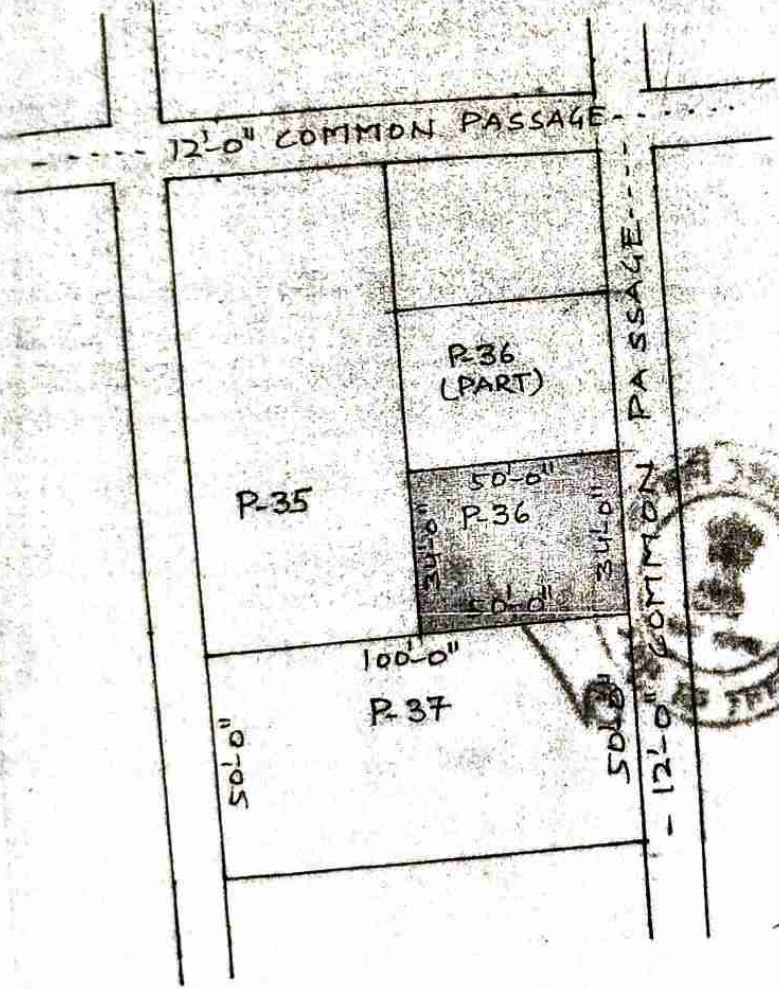 12'-0" COMMON PASSAGE
P-36
(PART)
12'-0" COMMON PASSAGE
50'-0"
P-35
P-36
34'-0"
34'-0"
50'-0"
100'-0"
P-37
50'-0"
50'-0"